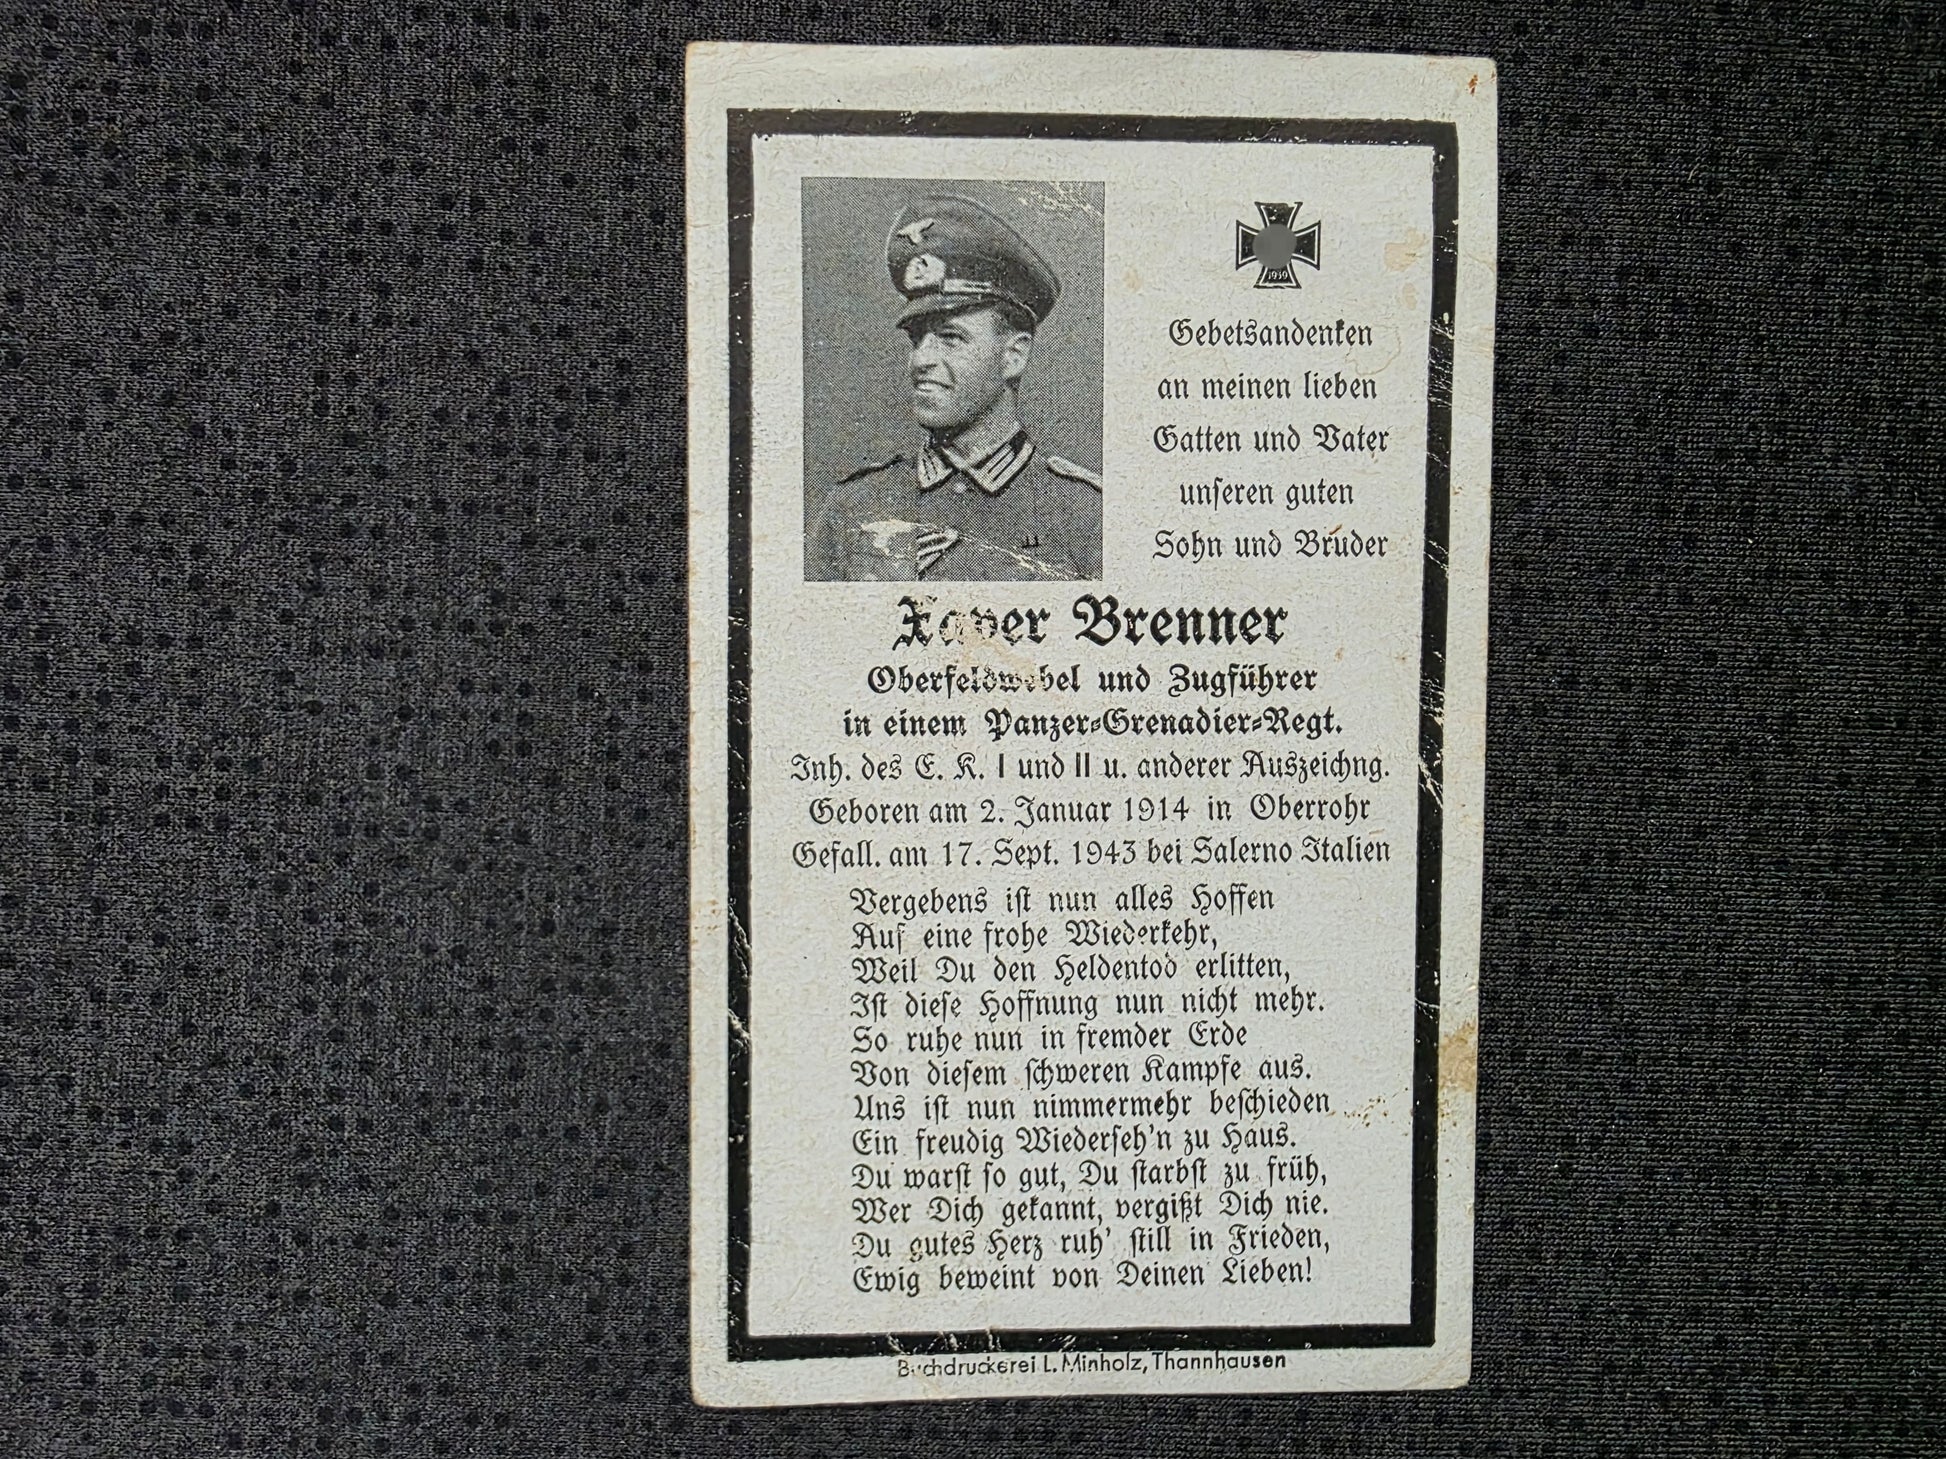 1939
Gebetsandenken
an meinen lieben
Gatten und Vater
unseren guten
Sohn und Bruder
Xaver Brenner
Oberfeldwebel und Zugführer
in einem Panzer-Grenadier-Regt.
Inh. des E. K. I und II u. anderer Auszeichng.
Geboren am 2. Januar 1914 in Oberrohr
Gefall. am 17. Sept. 1943 bei Salerno Italien
Vergebens ist nun alles Hoffen
Auf eine frohe Wiederkehr,
Weil Du den Heldentod erlitten,
Ist diese Hoffnung nun nicht mehr.
So ruhe nun in fremder Erde
Von diesem schweren Kampfe aus.
Uns ist nun nimmermehr beschieden
Ein freudig Wiederseh'n zu Haus.
Du warst so gut, Du starbst zu früh,
Wer Dich gekannt, vergißt Dich nie.
Du gutes Herz ruh' still in Frieden,
Ewig beweint von Deinen Lieben!
Buchdruckerei L. Minholz, Thannhausen